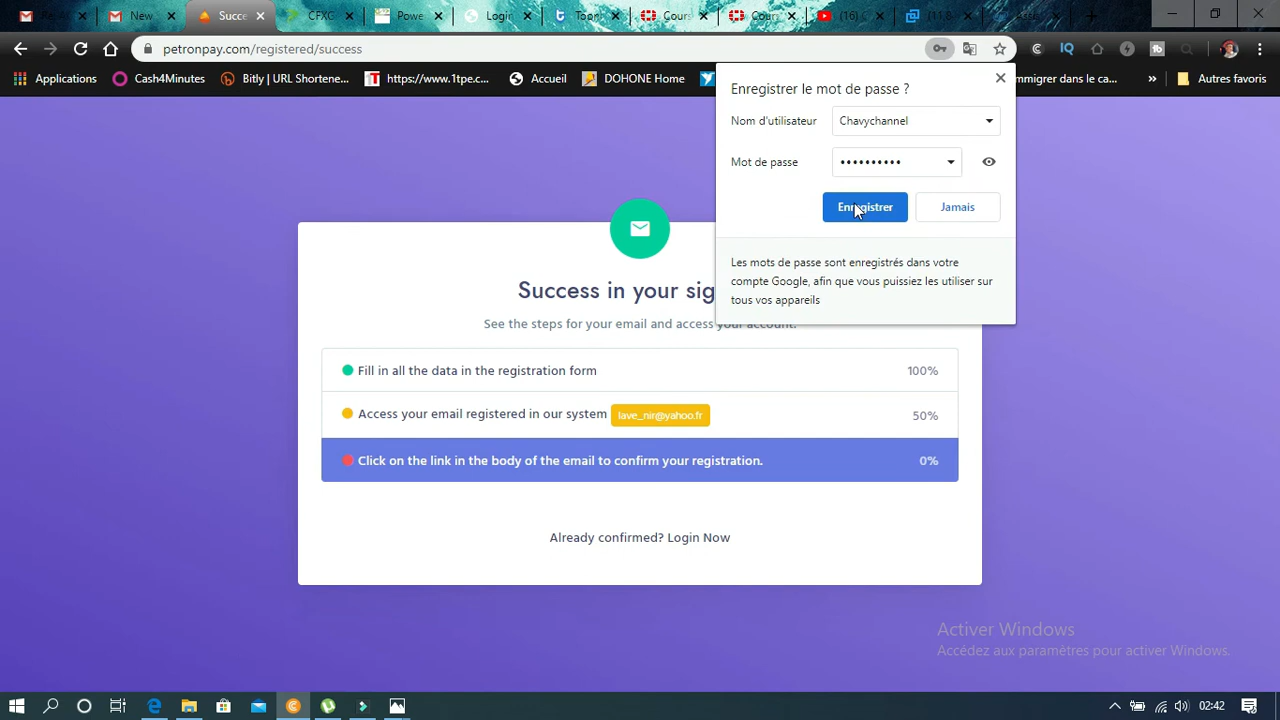 New
Succe
CFXC
Powe
Login
Cours
Cours
petronpay.com/registered/success
Applications
Cash4Minutes
Bitly | URL Shortene...
https://www.1tpe.c...
Accueil
DOHONE Home
mmigrer dans le ca...
»
Autres favoris
Enregistrer le mot de passe ?
Nom d'utilisateur
Chavychannel
Mot de passe
••••••••••
Enregistrer
Jamais
Les mots de passe sont enregistrés dans votre
compte Google, afin que vous puissiez les utiliser sur
tous vos appareils
Success in your sig
See the steps for your email and access your account.
Fill in all the data in the registration form 100%
Access your email registered in our system lave_nir@yahoo.fr 50%
Click on the link in the body of the email to confirm your registration. 0%
Already confirmed? Login Now
Activer Windows
Accédez aux paramètres pour activer Windows.
02:42